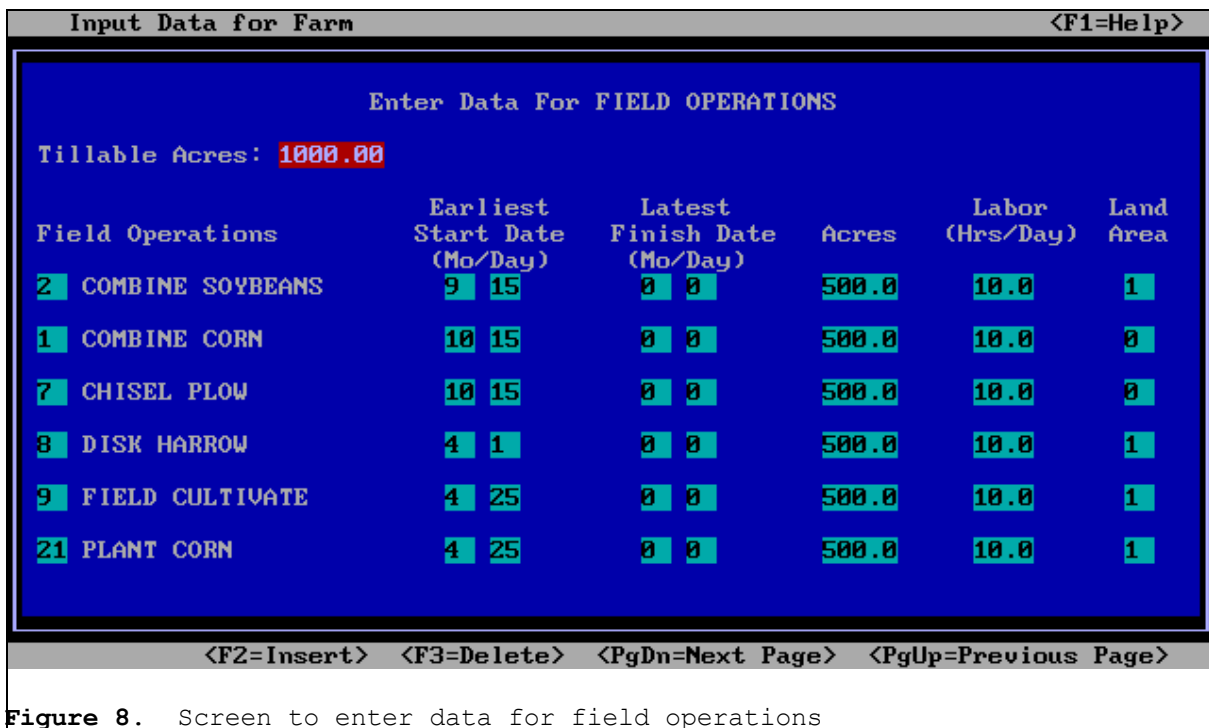 Input Data for Farm <F1=Help>
Enter Data For FIELD OPERATIONS
Tillable Acres: 1000.00
Earliest Latest Labor Land
Field Operations Start Date Finish Date Acres (Hrs/Day) Area
(Mo/Day) (Mo/Day)
2 COMBINE SOYBEANS 9 15 0 0 500.0 10.0 1
1 COMBINE CORN 10 15 0 0 500.0 10.0 0
7 CHISEL PLOW 10 15 0 0 500.0 10.0 0
8 DISK HARROW 4 1 0 0 500.0 10.0 1
9 FIELD CULTIVATE 4 25 0 0 500.0 10.0 1
21 PLANT CORN 4 25 0 0 500.0 10.0 1
<F2=Insert> <F3=Delete> <PgDn=Next Page> <PgUp=Previous Page>
Figure 8. Screen to enter data for field operations